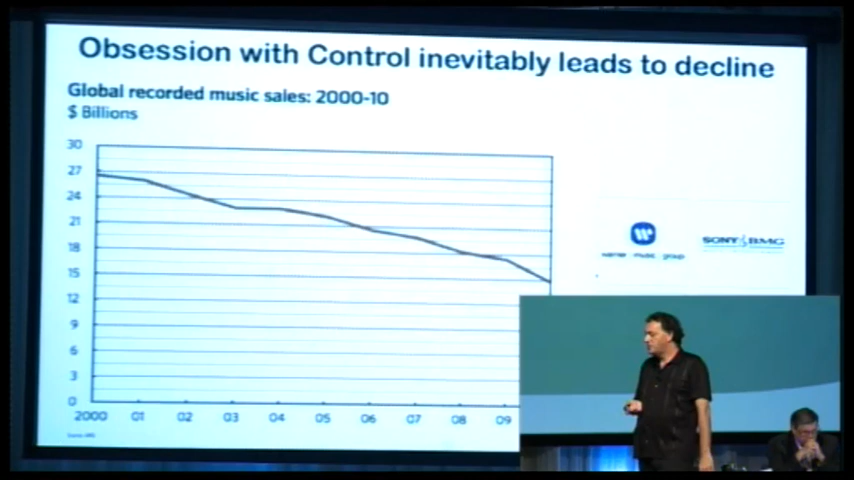 Obsession with Control inevitably leads to decline
Global recorded music sales: 2000-10
$ Billions
30
27
24
21
18
15
12
9
6
3
0
2000 01 02 03 04 05 06 07 08 09
W
warner music group
SONY BMG